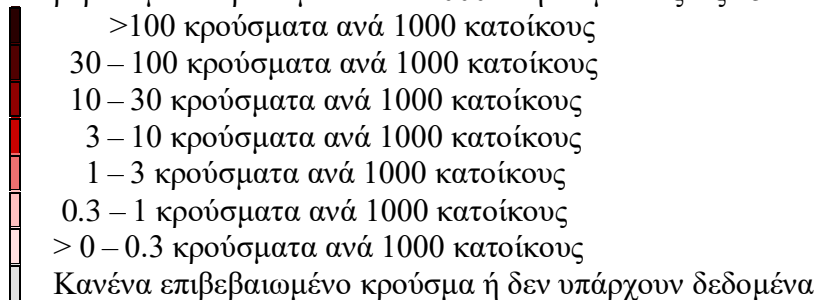 >100 κρούσματα ανά 1000 κατοίκους
30 – 100 κρούσματα ανά 1000 κατοίκους
10 – 30 κρούσματα ανά 1000 κατοίκους
3 – 10 κρούσματα ανά 1000 κατοίκους
1 – 3 κρούσματα ανά 1000 κατοίκους
0.3 – 1 κρούσματα ανά 1000 κατοίκους
> 0 – 0.3 κρούσματα ανά 1000 κατοίκους
Κανένα επιβεβαιωμένο κρούσμα ή δεν υπάρχουν δεδομένα